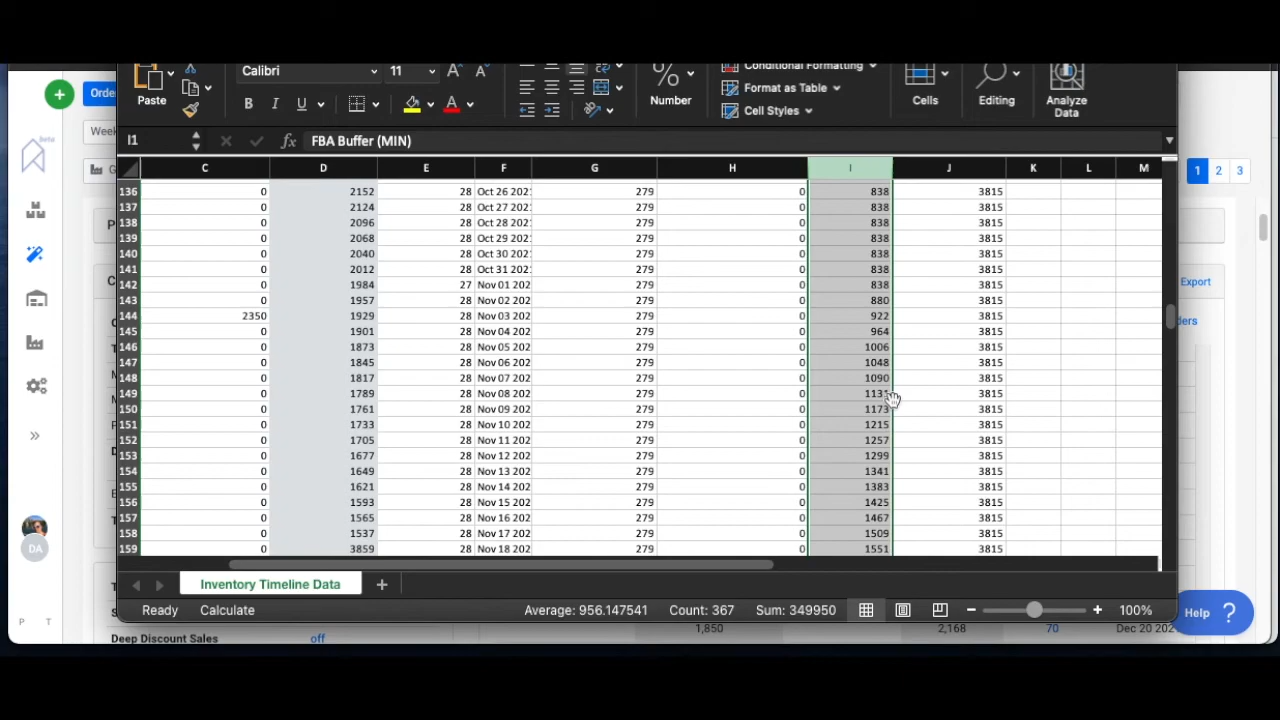 Calibri 11 Conditional Formatting
Format as Table
Cell Styles
Paste B I U A Number Cells Editing Analyze Data
Orde
Week
beta
I1 fx FBA Buffer (MIN)
C D E F G H I J K L M
136 0 2152 28 Oct 26 202 279 0 838 3815
137 0 2124 28 Oct 27 202 279 0 838 3815
138 0 2096 28 Oct 28 202 279 0 838 3815
139 0 2068 28 Oct 29 202 279 0 838 3815
140 0 2040 28 Oct 30 202 279 0 838 3815
141 0 2012 28 Oct 31 202 279 0 838 3815
142 0 1984 27 Nov 01 202 279 0 838 3815
143 0 1957 28 Nov 02 202 279 0 880 3815
144 2350 1929 28 Nov 03 202 279 0 922 3815
145 0 1901 28 Nov 04 202 279 0 964 3815
146 0 1873 28 Nov 05 202 279 0 1006 3815
147 0 1845 28 Nov 06 202 279 0 1048 3815
148 0 1817 28 Nov 07 202 279 0 1090 3815
149 0 1789 28 Nov 08 202 279 0 1131 3815
150 0 1761 28 Nov 09 202 279 0 1173 3815
151 0 1733 28 Nov 10 202 279 0 1215 3815
152 0 1705 28 Nov 11 202 279 0 1257 3815
153 0 1677 28 Nov 12 202 279 0 1299 3815
154 0 1649 28 Nov 13 202 279 0 1341 3815
155 0 1621 28 Nov 14 202 279 0 1383 3815
156 0 1593 28 Nov 15 202 279 0 1425 3815
157 0 1565 28 Nov 16 202 279 0 1467 3815
158 0 1537 28 Nov 17 202 279 0 1509 3815
159 0 3859 28 Nov 18 202 279 0 1551 3815
1 2 3
Export
ders
DA
P T
Inventory Timeline Data +
Ready Calculate Average: 956.147541 Count: 367 Sum: 349950 - + 100%
Help ?
Deep Discount Sales off 1,850 2,168 70 Dec 20 202